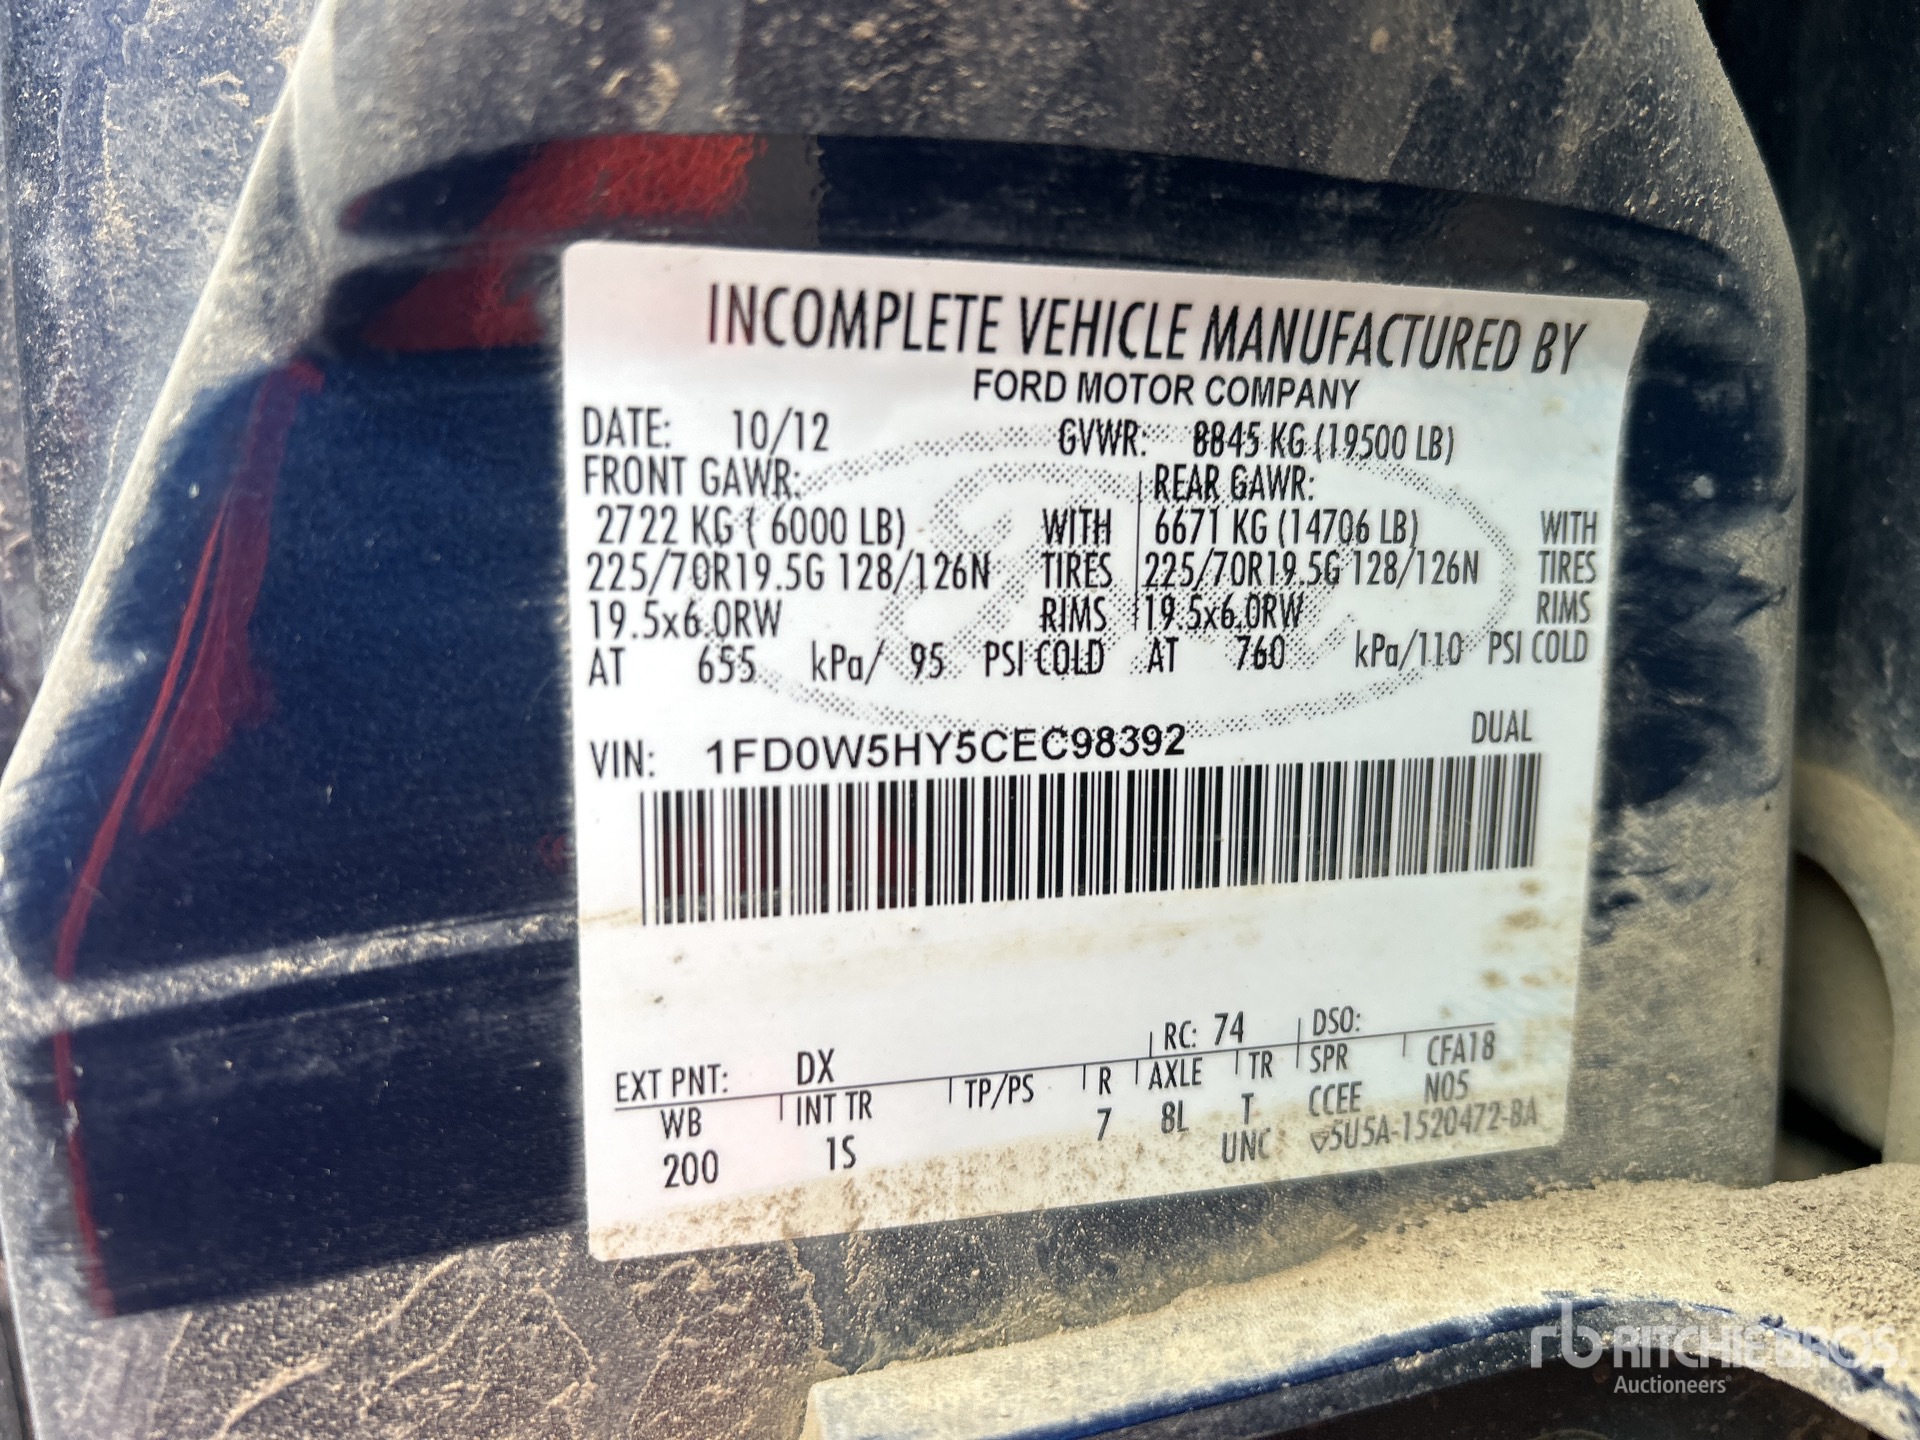 INCOMPLETE VEHICLE MANUFACTURED BY
FORD MOTOR COMPANY
DATE: 10/12 GVWR: 8845 KG (19500 LB)
FRONT GAWR: REAR GAWR:
2722 KG ( 6000 LB) WITH 6671 KG (14706 LB) WITH
225/70R19.5G 128/126N TIRES 225/70R19.5G 128/126N TIRES
19.5x6.0RW RIMS 19.5x6.0RW RIMS
AT 655 kPa/ 95 PSI COLD AT 760 kPa/110 PSI COLD
VIN: 1FD0W5HY5CEC98392 DUAL
EXT PNT: DX RC: 74 DSO:
WB INT TR TP/PS R AXLE TR SPR CFA18
200 1S 7 8L T CCEE N05
UNC 5U5A-1520472-BA
rb RITCHIE BROS.
Auctioneers